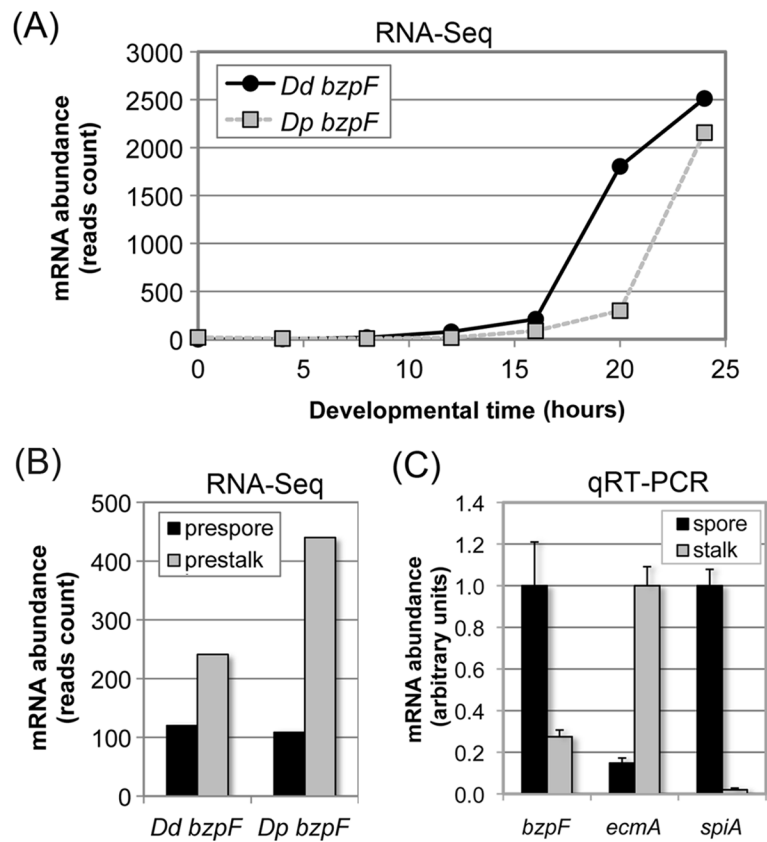 (A)
RNA-Seq
3000
2500
2000
1500
1000
500
0
Dd bzpF
Dp bzpF
mRNA abundance
(reads count)
0 5 10 15 20 25
Developmental time (hours)
(B)
RNA-Seq
500
400
300
200
100
0
prespore
prestalk
mRNA abundance
(reads count)
Dd bzpF Dp bzpF
(C)
qRT-PCR
1.4
1.2
1.0
0.8
0.6
0.4
0.2
0.0
spore
stalk
mRNA abundance
(arbitrary units)
bzpF ecmA spiA